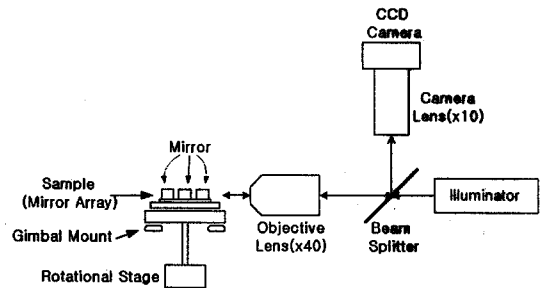 CCD
Camera
Camera
Lens(x10)
Mirror
Sample
(Mirror Array)
Illuminator
Objective
Lens(x40)
Beam
Splitter
Gimbal Mount
Rotational Stage